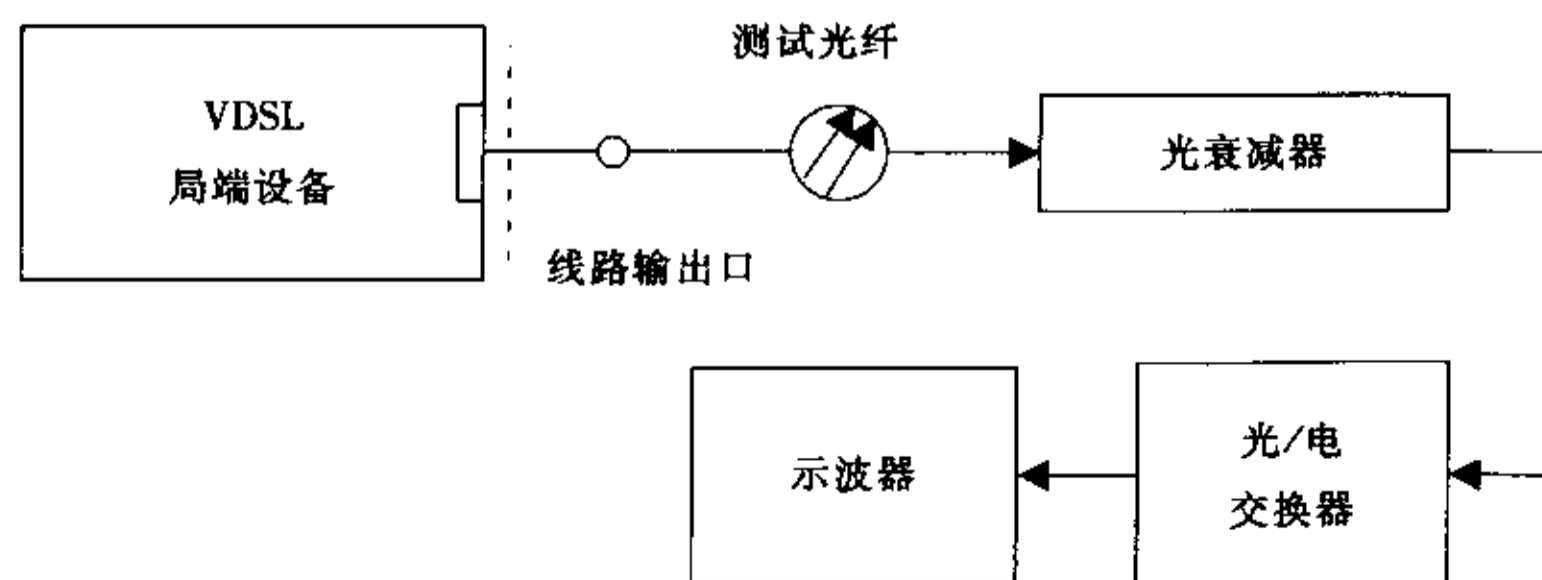 测试光纤
VDSL
局端设备
光衰减器
线路输出口
示波器
光/电
交换器